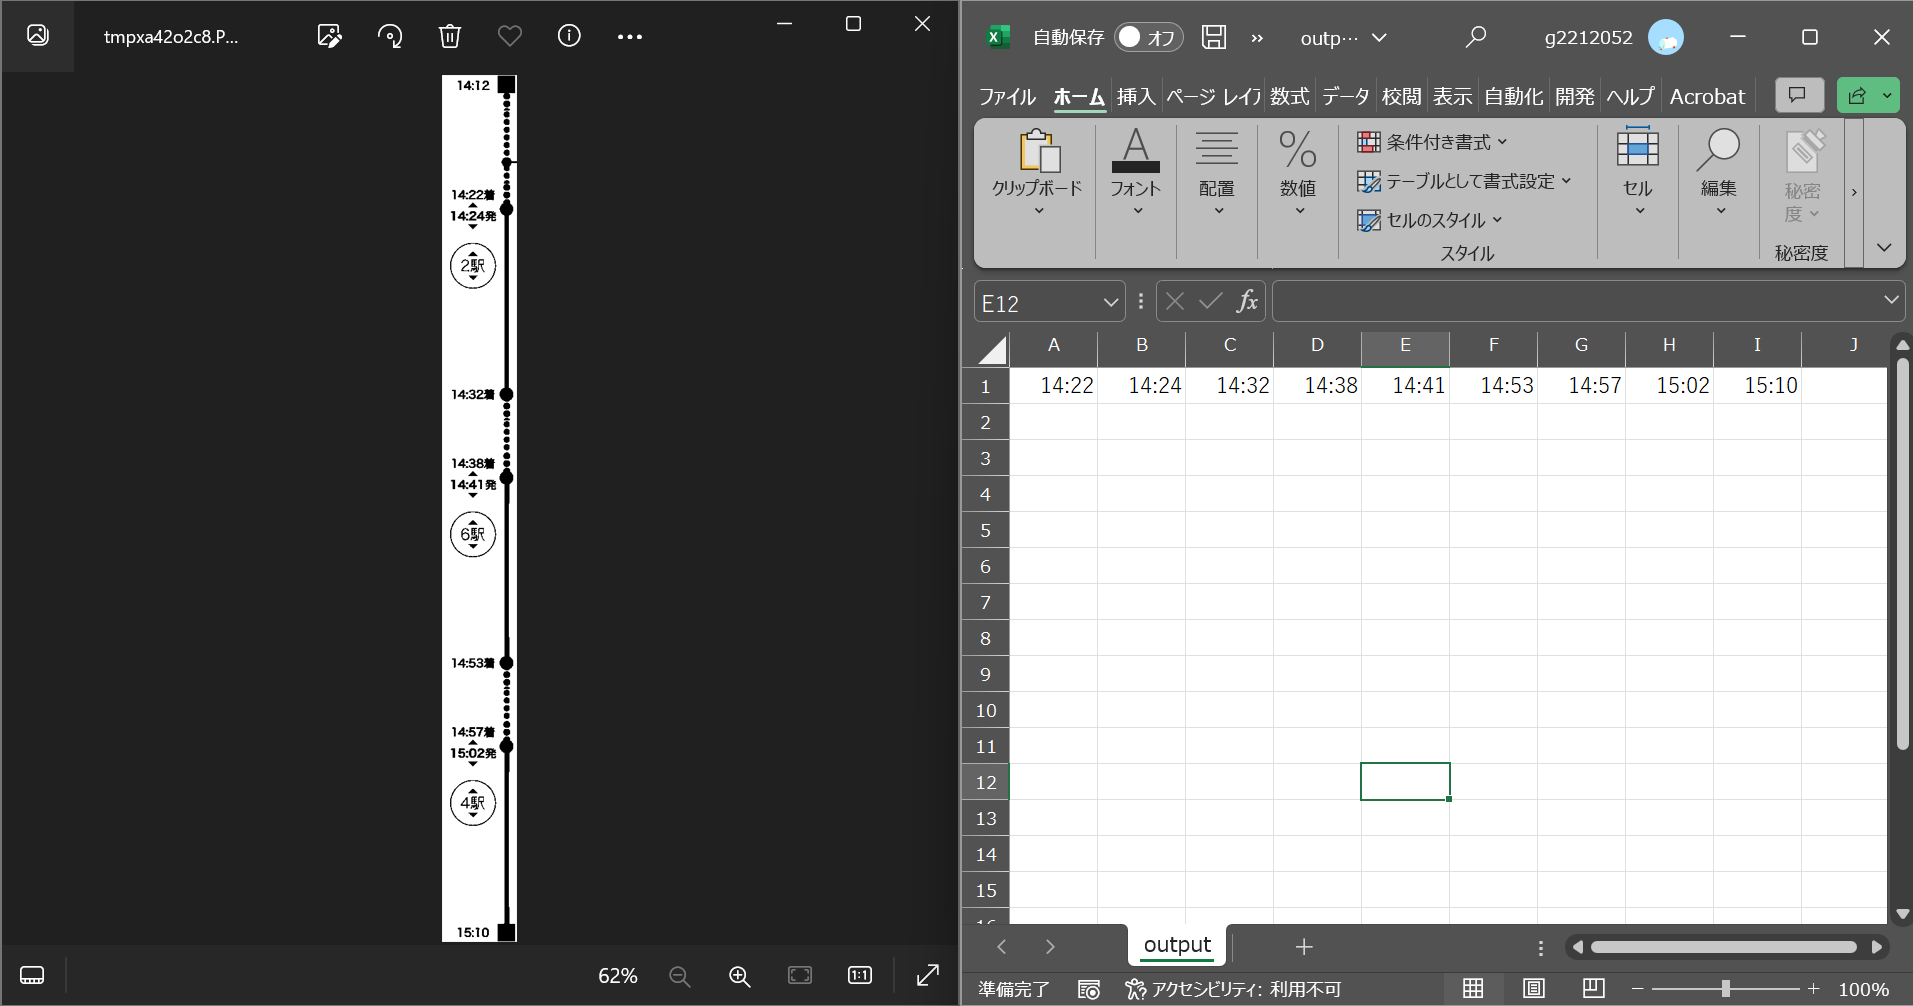 tmpxa42o2c8.P...
14:12
14:22着
14:24発
2駅
14:32着
14:38着
14:41発
6駅
14:53着
14:57着
15:02発
4駅
15:10
62%
1:1
X
自動保存 オフ
»
outp…
g2212052
ファイル ホーム 挿入 ページ レイア 数式 データ 校閲 表示 自動化 開発 ヘルプ Acrobat
クリップボード
A
フォント
配置
%
数値
条件付き書式
テーブルとして書式設定
セルのスタイル
スタイル
セル
編集
秘密
度
秘密度
E12
fx
A B C D E F G H I J
1 14:22 14:24 14:32 14:38 14:41 14:53 14:57 15:02 15:10
2
3
4
5
6
7
8
9
10
11
12
13
14
15
16
output
準備完了 アクセシビリティ: 利用不可 100%